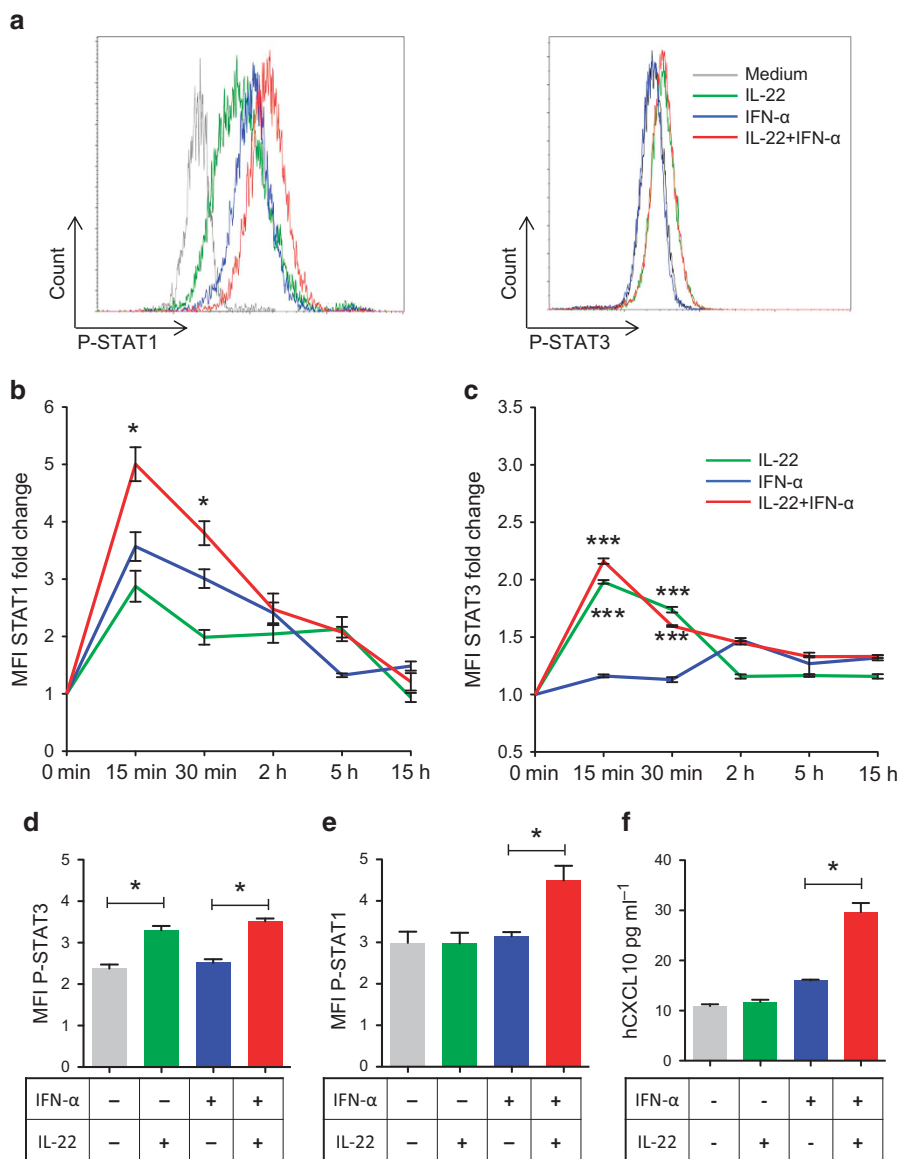 a
Medium
IL-22
IFN-α
IL-22+IFN-α
Count
P-STAT1
Count
P-STAT3
b
MFI STAT1 fold change
6
5
4
3
2
1
0
*
*
0 min 15 min 30 min 2 h 5 h 15 h
c
MFI STAT3 fold change
3.5
3.0
2.5
2.0
1.5
1.0
0.5
IL-22
IFN-α
IL-22+IFN-α
***
***
***
***
0 min 15 min 30 min 2 h 5 h 15 h
d
MFI P-STAT3
5
4
3
2
1
0
*
*
IFN-α – – + +
IL-22 – + – +
e
MFI P-STAT1
5
4
3
2
1
0
*
– – + +
– + – +
f
hCXCL10 pg ml⁻¹
40
30
20
10
0
*
IFN-α - - + +
IL-22 - + - +